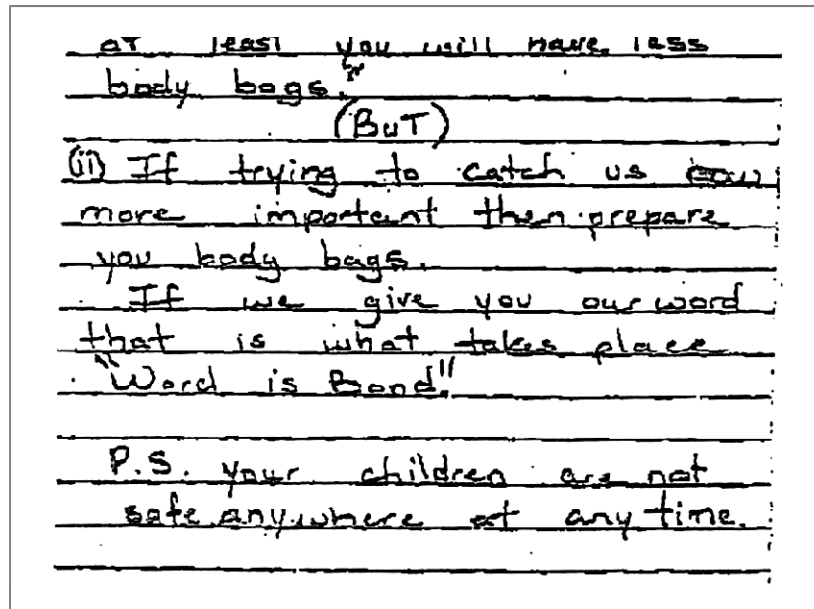 at least you will have less
body bags."
(BuT)
(ii) If trying to catch us now
more important then prepare
you body bags.
If we give you our word
that is what takes place
"Word is Bond"
P.S. your children are not
safe anywhere at any time.